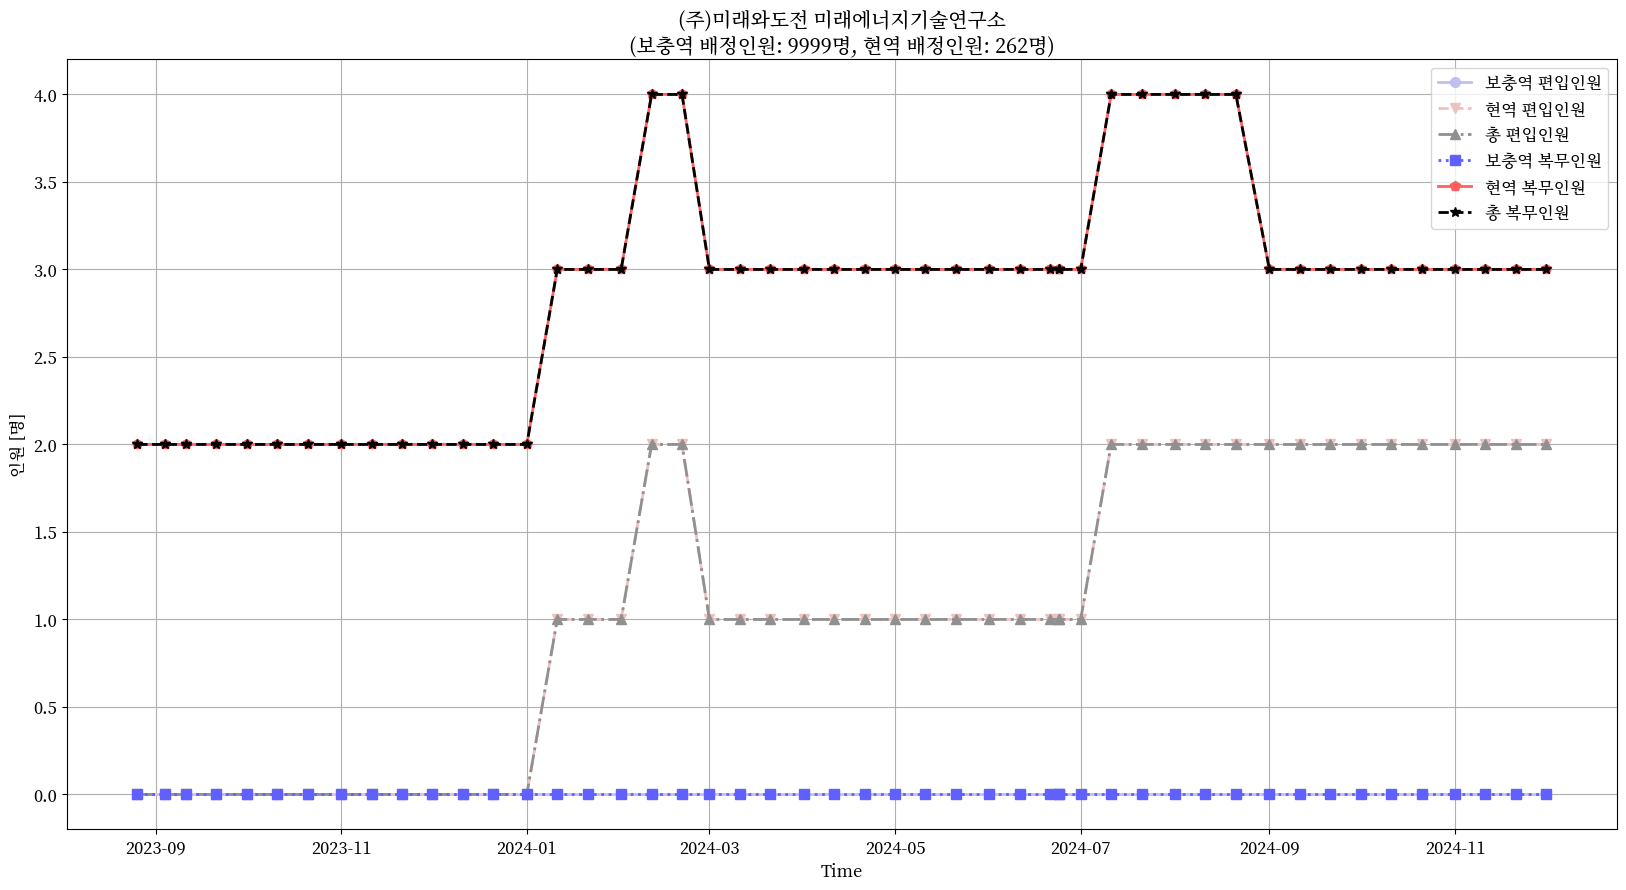 (주)미래와도전 미래에너지기술연구소
(보충역 배정인원: 9999명, 현역 배정인원: 262명)
보충역 편입인원
현역 편입인원
총 편입인원
보충역 복무인원
현역 복무인원
총 복무인원
인원 [명]
4.0
3.5
3.0
2.5
2.0
1.5
1.0
0.5
0.0
2023-09
2023-11
2024-01
2024-03
2024-05
2024-07
2024-09
2024-11
Time